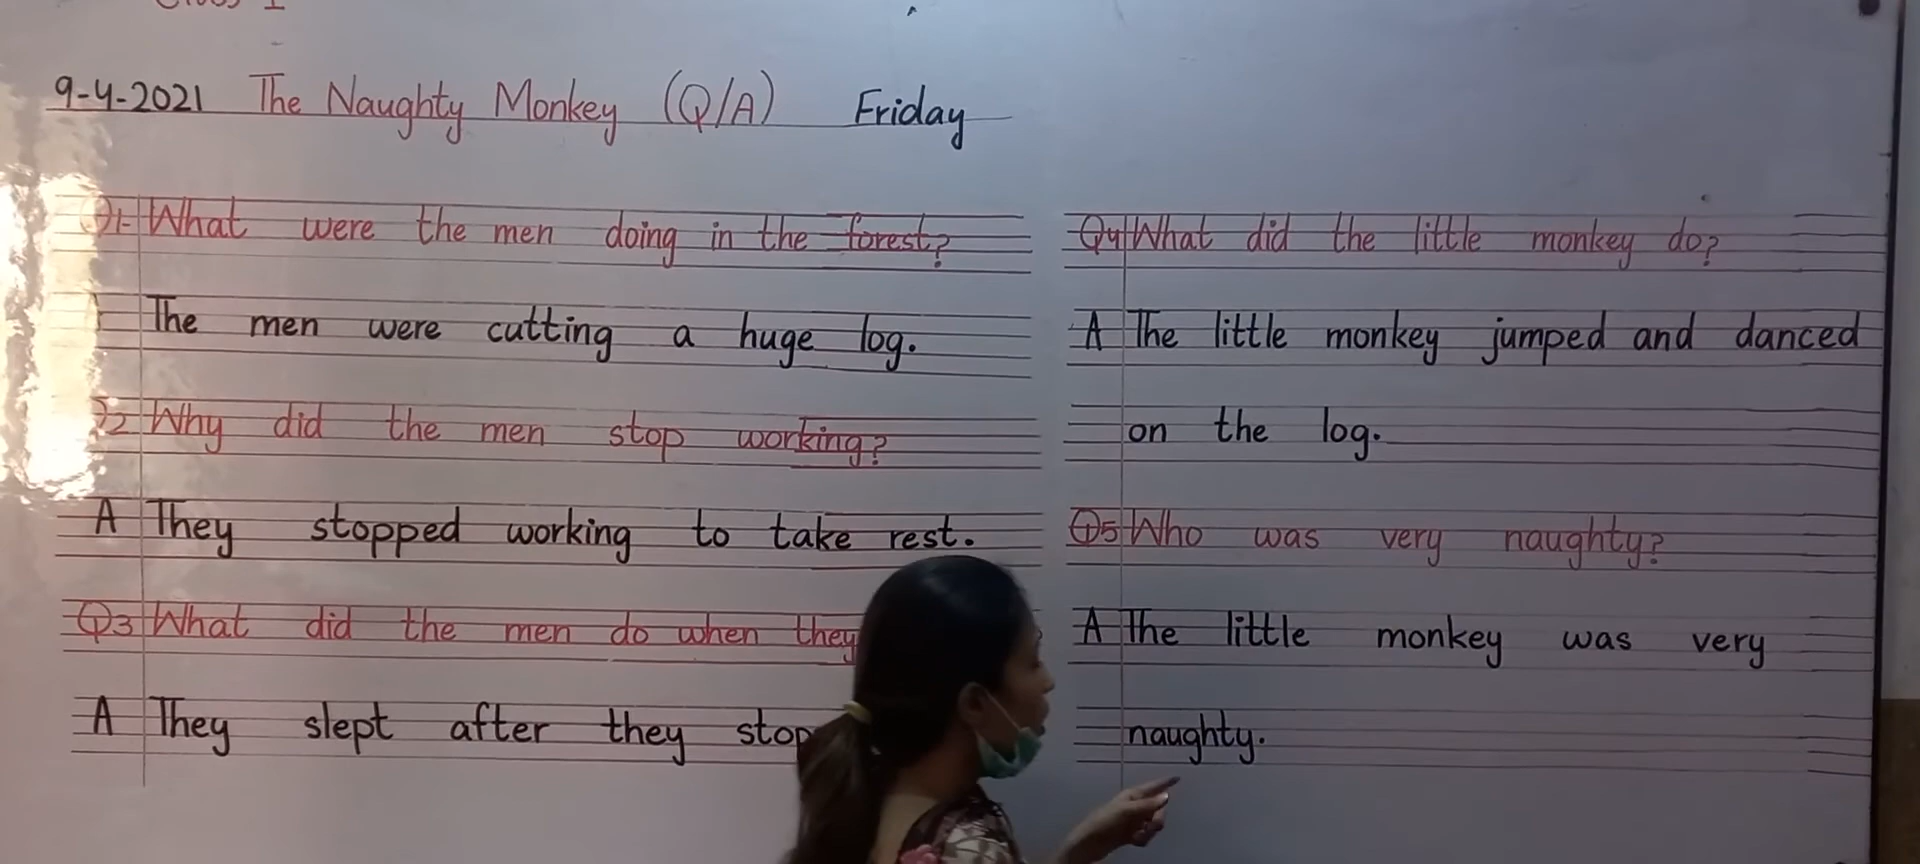 Class I
9-4-2021 The Naughty Monkey (Q/A) Friday
Q1- What were the men doing in the forest?
The men were cutting a huge log.
Q2 Why did the men stop working?
A They stopped working to take rest.
Q3 What did the men do when they
A They slept after they stop
Q4 What did the little monkey do?
A The little monkey jumped and danced
on the log.
Q5 Who was very naughty?
A The little monkey was very
naughty.